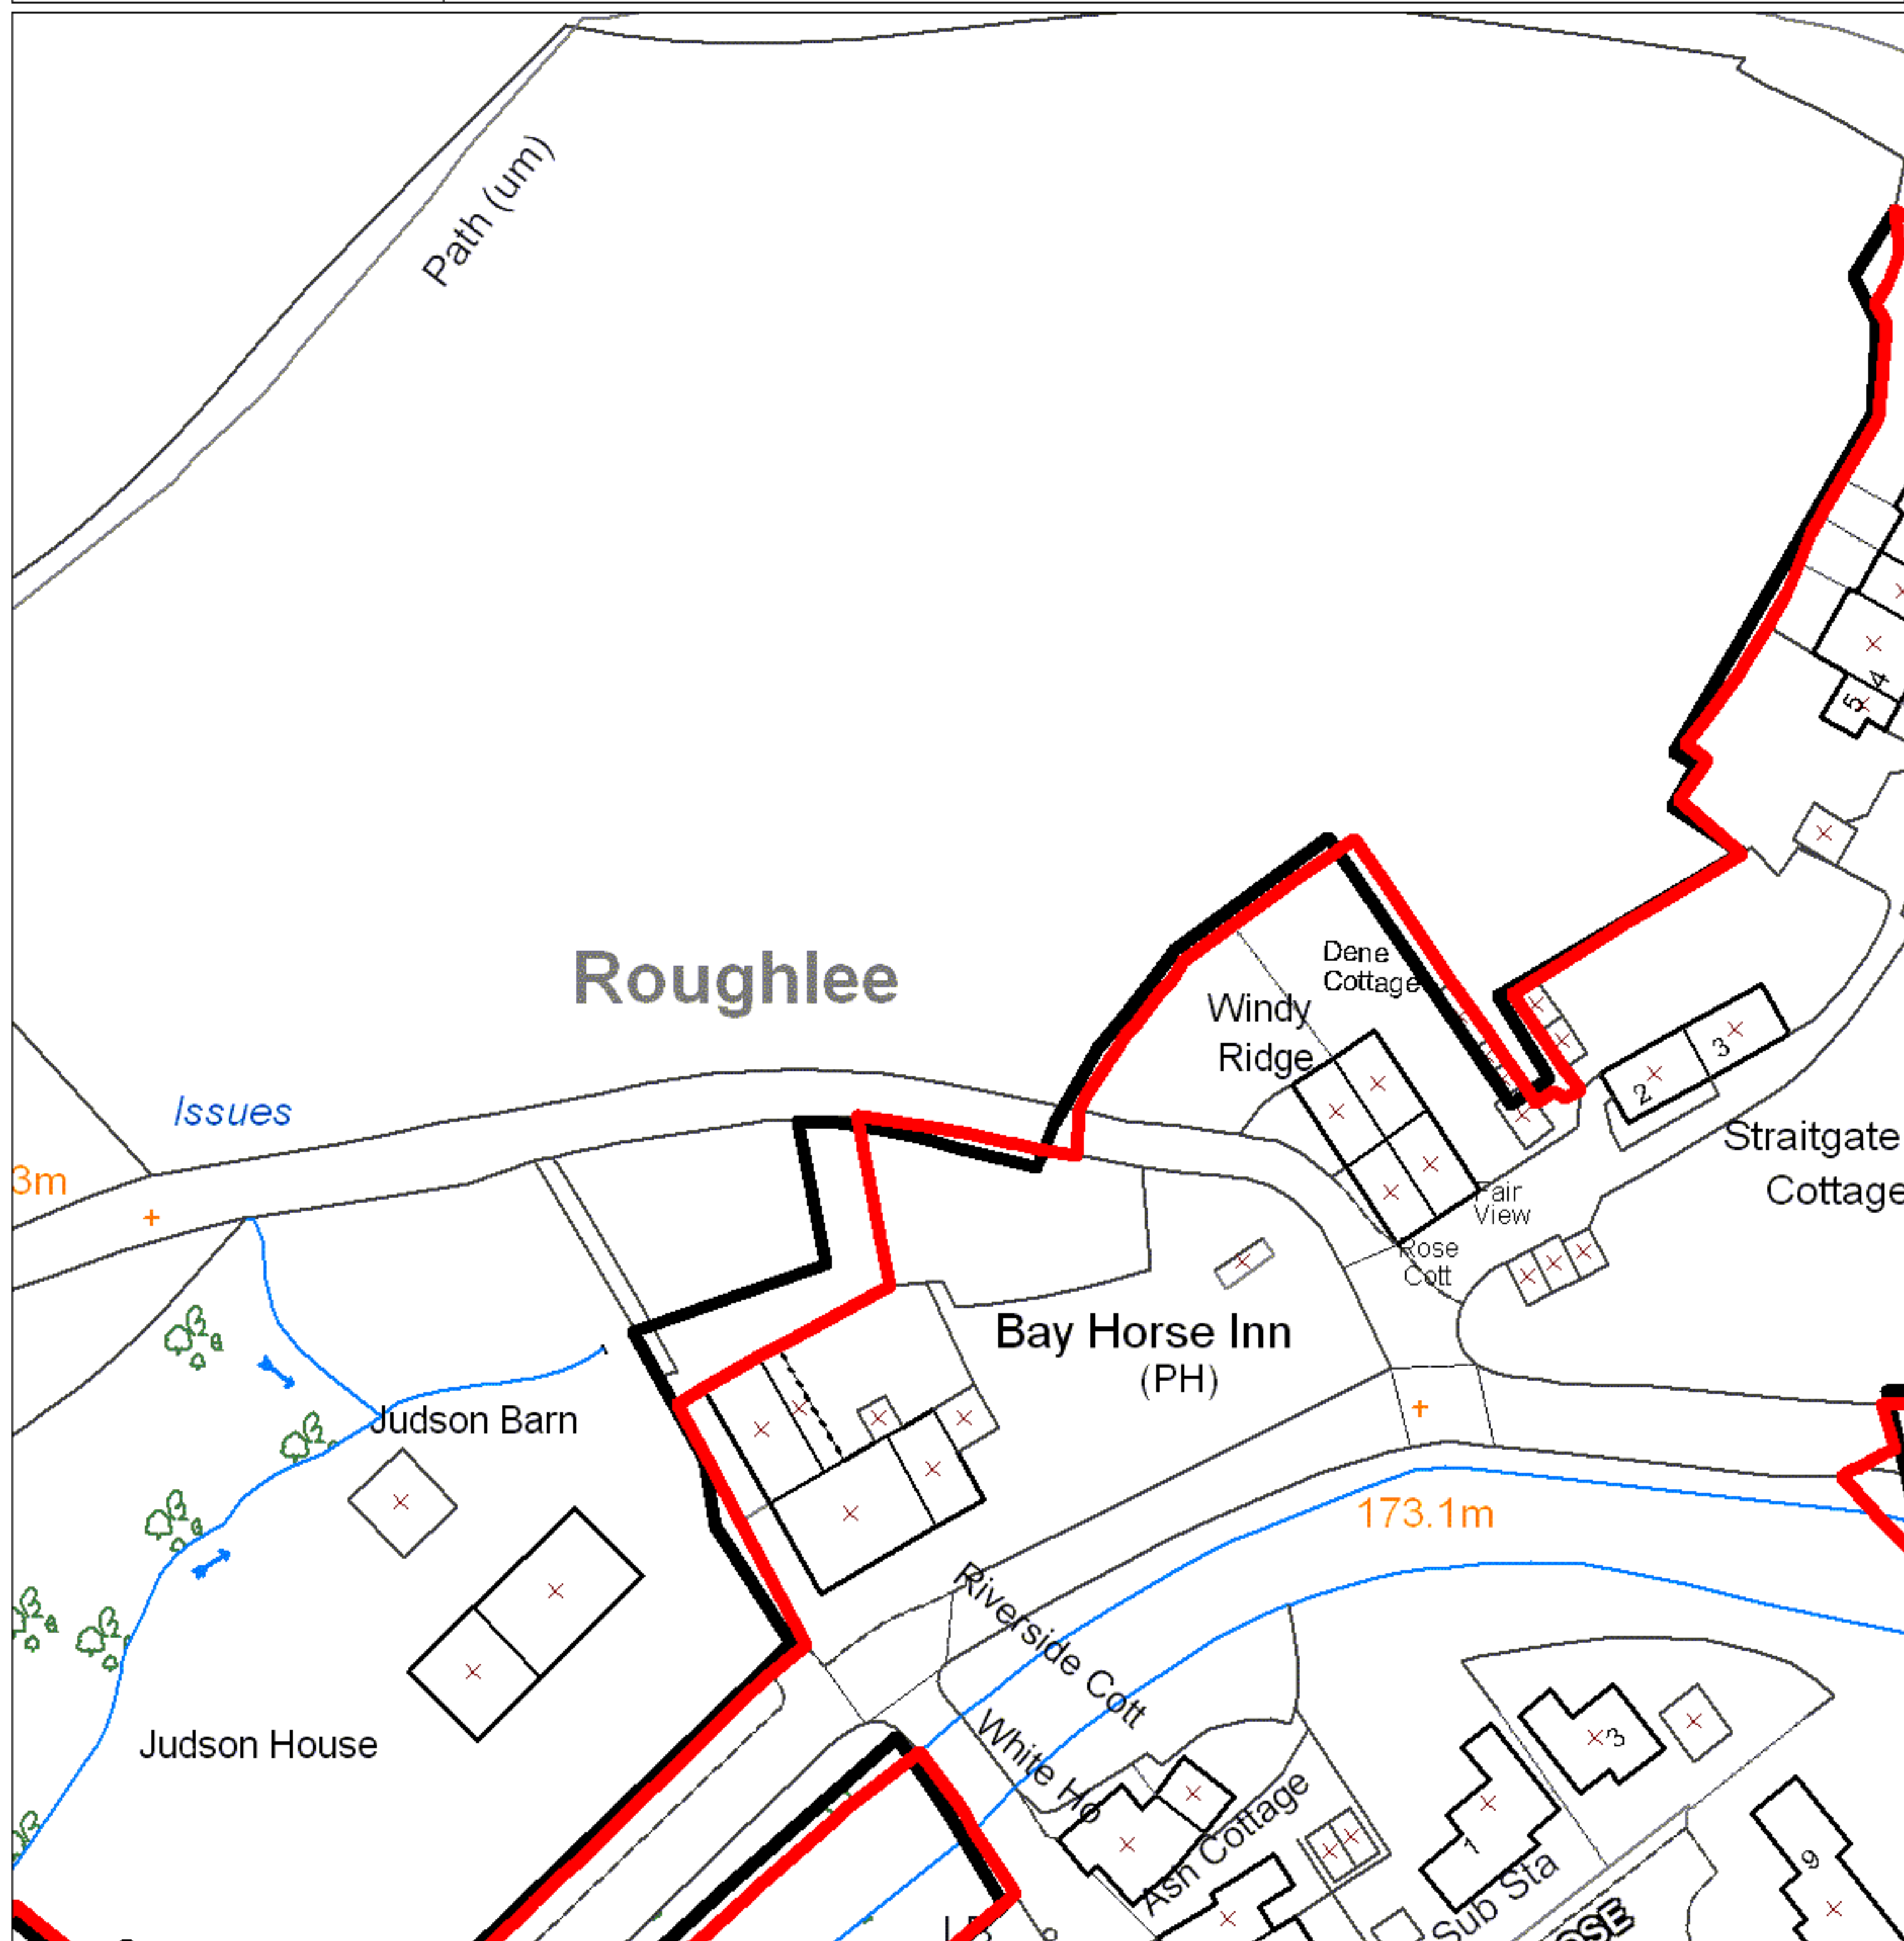 Path (um)
4
5
Roughlee
Dene
Cottage
Windy
Ridge
3
2
Issues
3m
Straitgate
Cottage
Fair
View
Rose
Cott
Bay Horse Inn
(PH)
Judson Barn
173.1m
Riverside Cott
White Ho
Judson House
Ash Cottage
3
1
9
Sub Sta